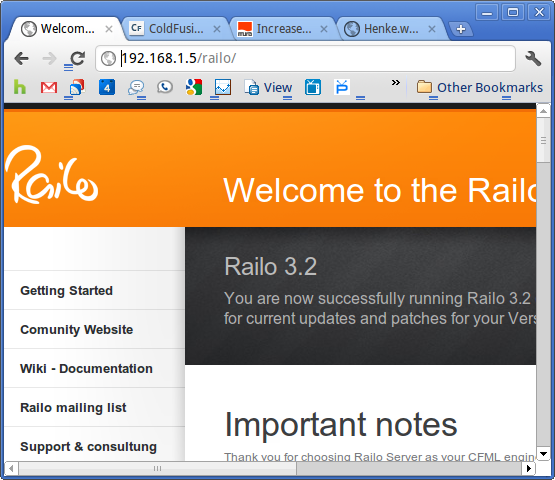 Welcom...
ColdFusi
Increase
Henke.w
192.168.1.5/railo/
4
View
»
Other Bookmarks
Railo
Welcome to the Railo
Railo 3.2
You are now successfully running Railo 3.2
for current updates and patches for your Vers
Getting Started
Comunity Website
Wiki - Documentation
Railo mailing list
Support & consultung
Important notes
Thank you for choosing Railo Server as your CFML engin